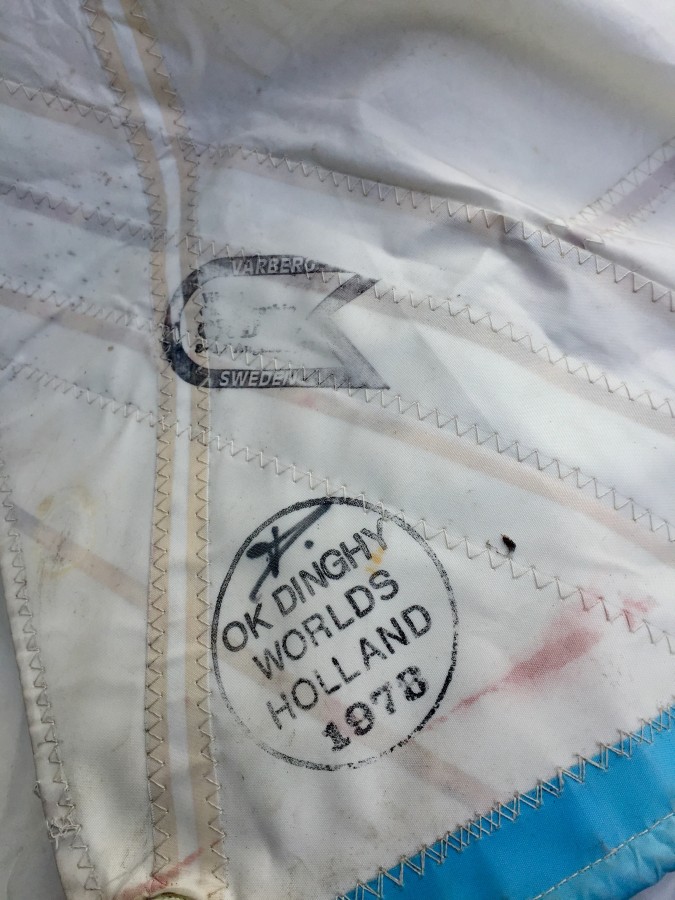 VARBERG
SWEDEN
OK DINGHY
WORLDS
HOLLAND
1978